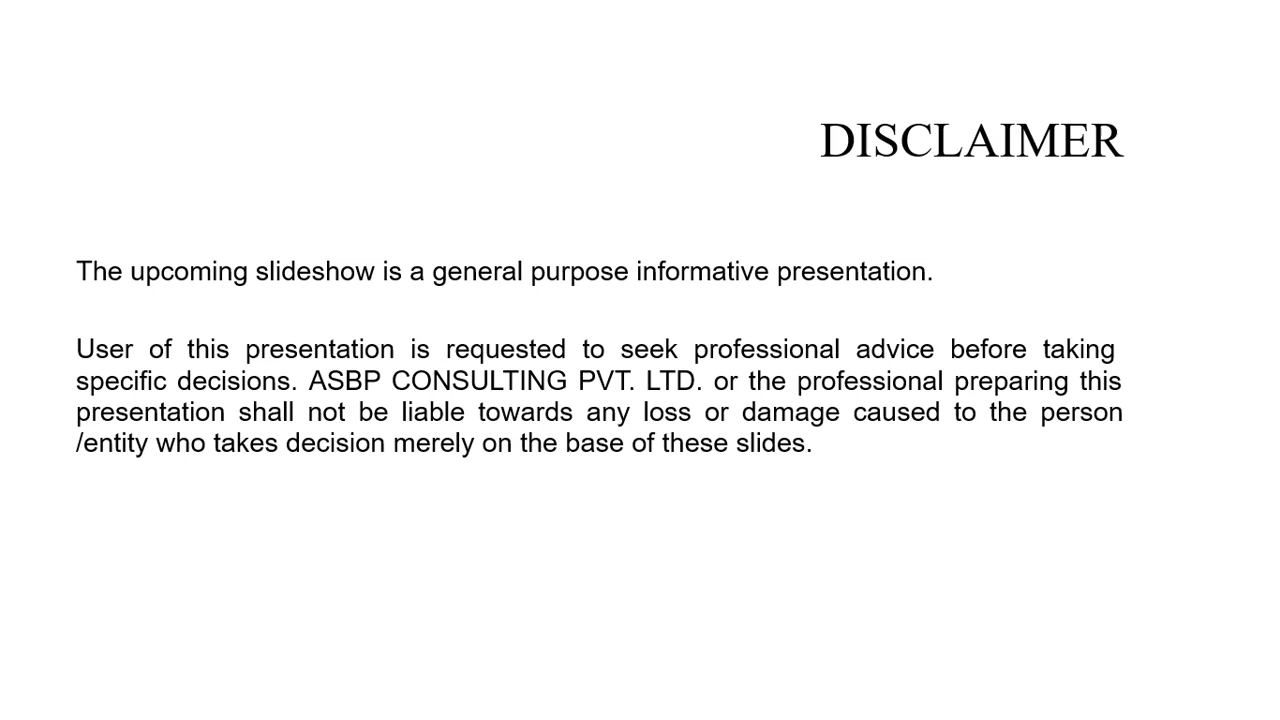 DISCLAIMER
The upcoming slideshow is a general purpose informative presentation.
User of this presentation is requested to seek professional advice before taking
specific decisions. ASBP CONSULTING PVT. LTD. or the professional preparing this
presentation shall not be liable towards any loss or damage caused to the person
/entity who takes decision merely on the base of these slides.